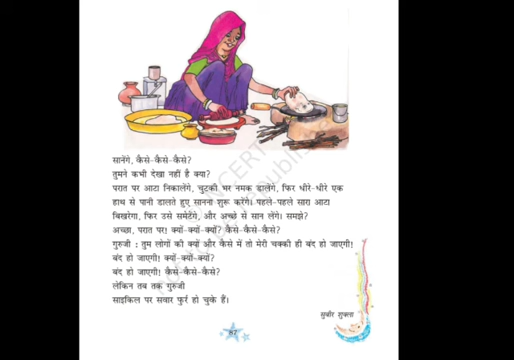 सानेंगे, कैसे-कैसे-कैसे?
तुमने कभी देखा नहीं है क्या?
परात पर आटा निकालेंगे, चुटकी भर नमक डालेंगे, फिर धीरे-धीरे एक
हाथ से पानी डालते हुए सानना शुरू करेंगे। पहले-पहले सारा आटा
बिखरेगा, फिर उसे समेटेंगे, और अच्छे से सान लेंगे। समझे?
अच्छा, परात पर! क्यों-क्यों-क्यों? कैसे-कैसे-कैसे?
गुरुजी : तुम लोगों की क्यों और कैसे में तो मेरी चक्की ही बंद हो जाएगी!
बंद हो जाएगी! क्यों-क्यों-क्यों?
बंद हो जाएगी! कैसे-कैसे-कैसे?
लेकिन तब तक गुरुजी
साइकिल पर सवार फुर्र हो चुके हैं।
सुबीर शुक्ला
67